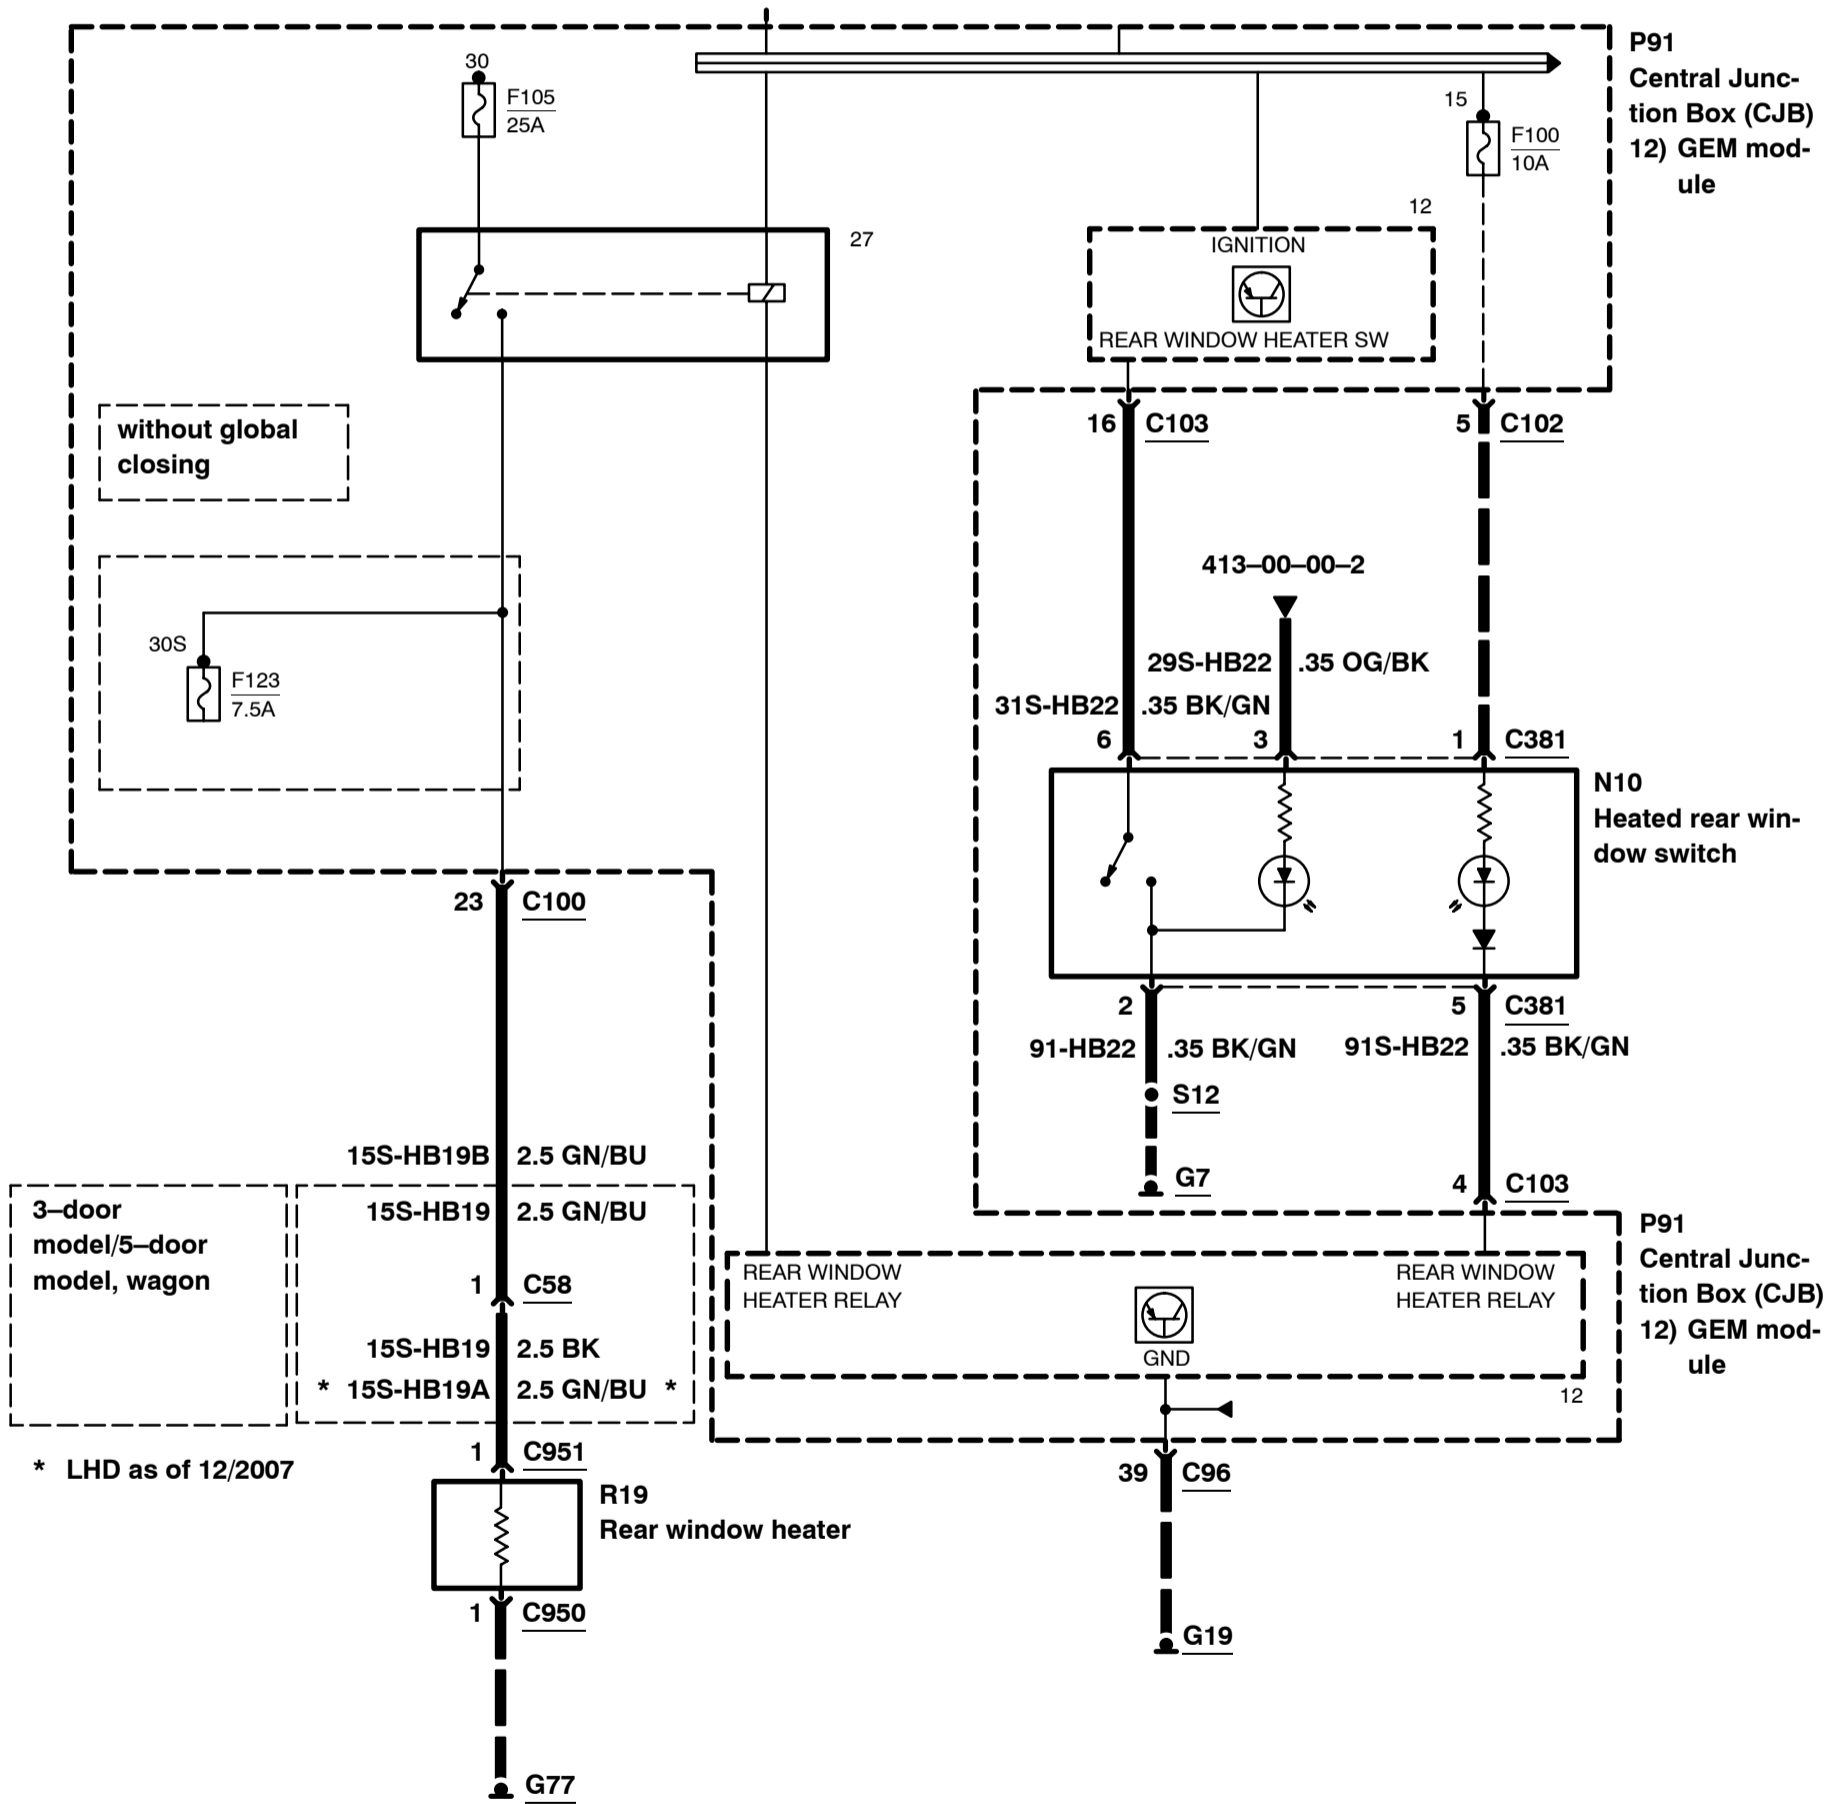 P91
Central Junc-
tion Box (CJB)
12) GEM mod-
ule
30
F105
25A
15
F100
10A
27
12
IGNITION
REAR WINDOW HEATER SW
without global
closing
16 C103
5 C102
413–00–00–2
30S
F123
7.5A
29S-HB22 .35 OG/BK
31S-HB22 .35 BK/GN
6 3 1 C381
N10
Heated rear win-
dow switch
23 C100
2 5 C381
91-HB22 .35 BK/GN 91S-HB22 .35 BK/GN
S12
G7
4 C103
15S-HB19B 2.5 GN/BU
3–door
model/5–door
model, wagon
15S-HB19 2.5 GN/BU
1 C58
15S-HB19 2.5 BK
* 15S-HB19A 2.5 GN/BU *
P91
Central Junc-
tion Box (CJB)
12) GEM mod-
ule
REAR WINDOW
HEATER RELAY
REAR WINDOW
HEATER RELAY
GND
12
* LHD as of 12/2007
1 C951
39 C96
R19
Rear window heater
1 C950
G19
G77